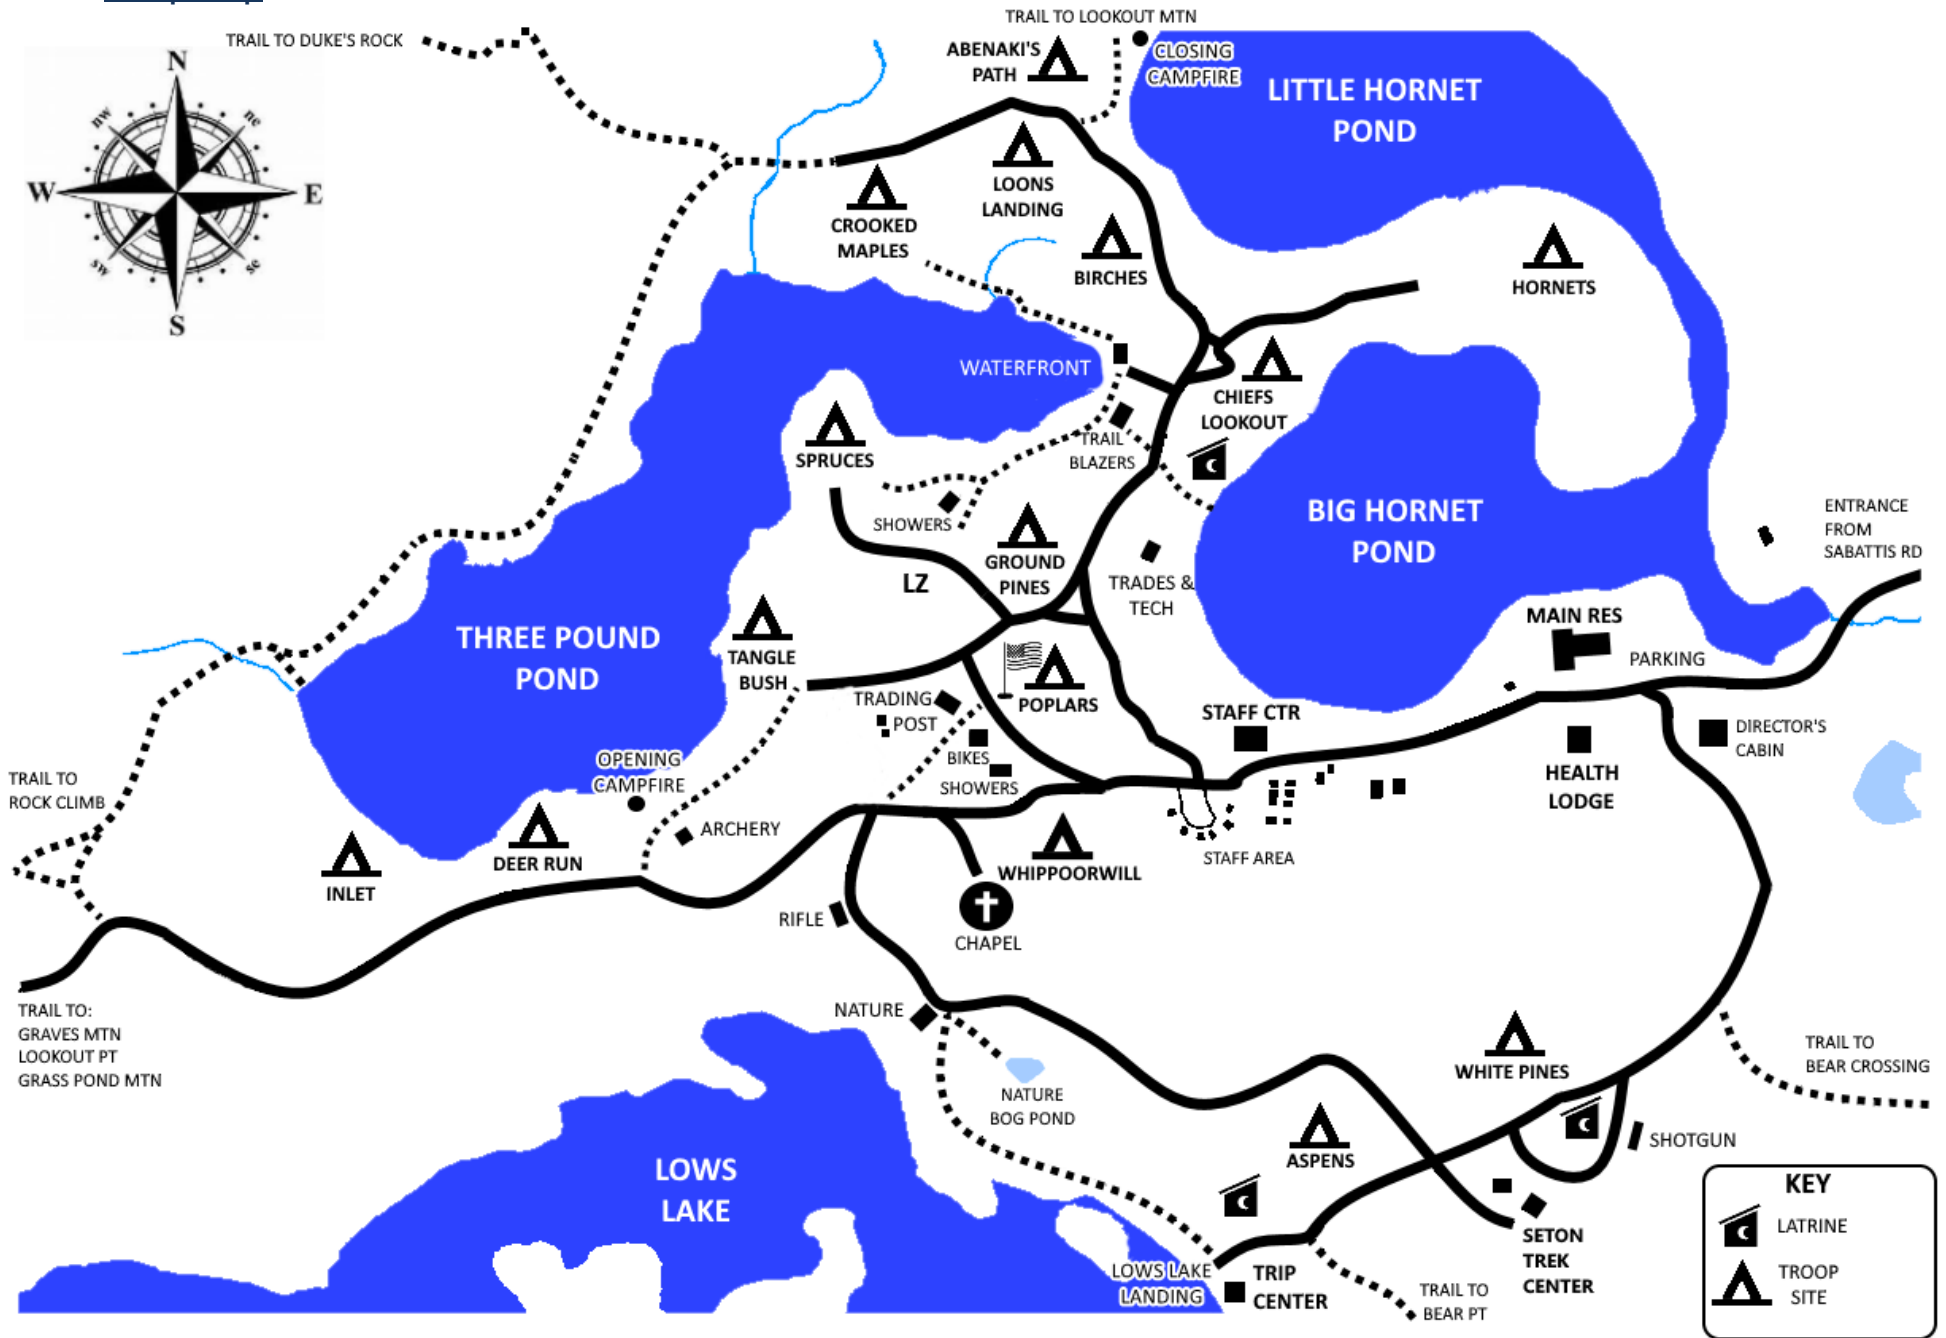 TRAIL TO LOOKOUT MTN
TRAIL TO DUKE'S ROCK
ABENAKI'S
PATH
CLOSING
CAMPFIRE
LITTLE HORNET
POND
N
nw
ne
W
E
sw
se
S
LOONS
LANDING
CROOKED
MAPLES
BIRCHES
HORNETS
WATERFRONT
CHIEFS
LOOKOUT
SPRUCES
TRAIL
BLAZERS
SHOWERS
BIG HORNET
POND
ENTRANCE
FROM
SABATTIS RD
GROUND
PINES
LZ
TRADES &
TECH
MAIN RES
PARKING
THREE POUND
POND
TANGLE
BUSH
TRADING
POST
POPLARS
STAFF CTR
DIRECTOR'S
CABIN
BIKES
SHOWERS
OPENING
CAMPFIRE
HEALTH
LODGE
TRAIL TO
ROCK CLIMB
ARCHERY
DEER RUN
INLET
WHIPPOORWILL
STAFF AREA
RIFLE
CHAPEL
NATURE
TRAIL TO:
GRAVES MTN
LOOKOUT PT
GRASS POND MTN
NATURE
BOG POND
WHITE PINES
TRAIL TO
BEAR CROSSING
SHOTGUN
ASPENS
LOWS
LAKE
SETON
TREK
CENTER
LOWS LAKE
LANDING
TRIP
CENTER
TRAIL TO
BEAR PT
KEY
LATRINE
TROOP
SITE